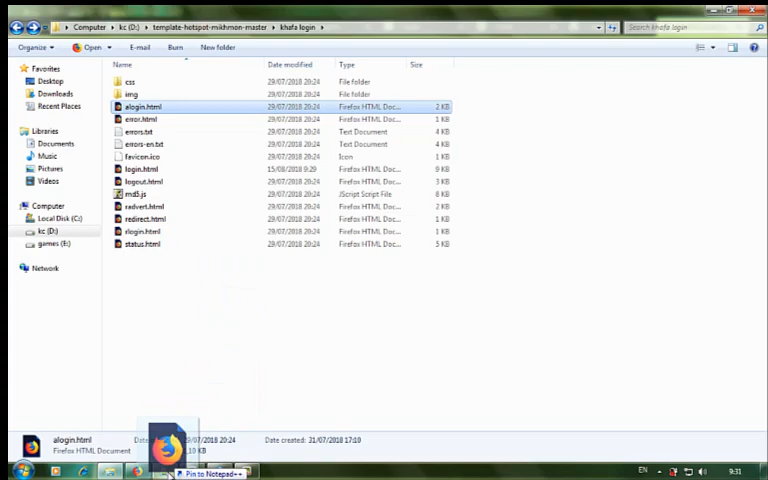 Computer ▸ kc (D:) ▸ template-hotspot-mikhmon-master ▸ khafa login ▸
Search khafa login
Organize ▾ Open ▾ E-mail Burn New folder
Name Date modified Type Size
Favorites
Desktop
Downloads
Recent Places
Libraries
Documents
Music
Pictures
Videos
Computer
Local Disk (C:)
kc (D:)
games (E:)
Network
css 29/07/2018 20:24 File folder
img 29/07/2018 20:24 File folder
alogin.html 29/07/2018 20:24 Firefox HTML Doc... 2 KB
error.html 29/07/2018 20:24 Firefox HTML Doc... 1 KB
errors.txt 29/07/2018 20:24 Text Document 4 KB
errors-en.txt 29/07/2018 20:24 Text Document 4 KB
favicon.ico 29/07/2018 20:24 Icon 1 KB
login.html 15/08/2018 9:29 Firefox HTML Doc... 9 KB
logout.html 29/07/2018 20:24 Firefox HTML Doc... 3 KB
md5.js 29/07/2018 20:24 JScript Script File 8 KB
radvert.html 29/07/2018 20:24 Firefox HTML Doc... 2 KB
redirect.html 29/07/2018 20:24 Firefox HTML Doc... 1 KB
rlogin.html 29/07/2018 20:24 Firefox HTML Doc... 1 KB
status.html 29/07/2018 20:24 Firefox HTML Doc... 5 KB
alogin.html 29/07/2018 20:24 Date created: 31/07/2018 17:10
Firefox HTML Document 10 KB
Pin to Notepad++
EN 9:31